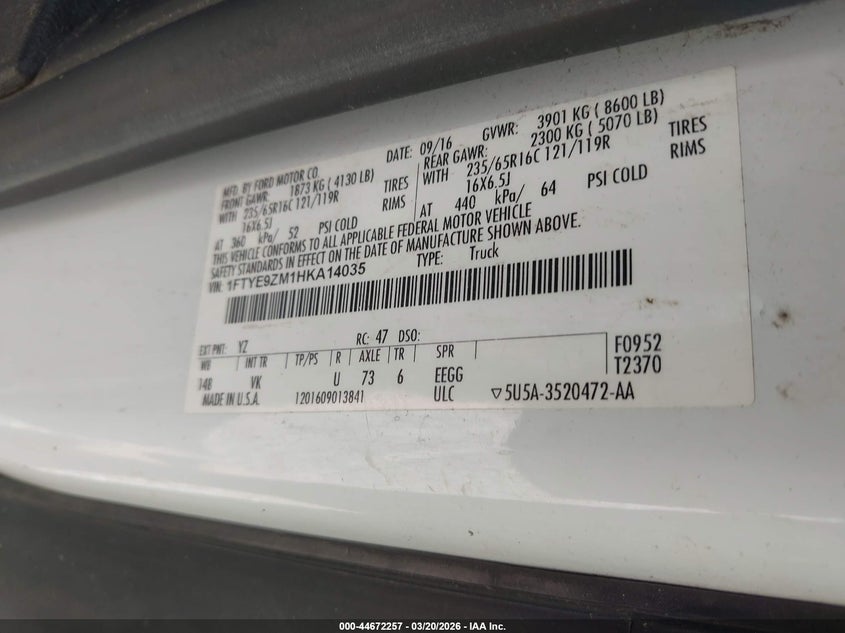 MFD. BY FORD MOTOR CO.
DATE: 09/16 GVWR: 3901 KG ( 8600 LB)
FRONT GAWR: 1873 KG ( 4130 LB)
REAR GAWR: 2300 KG ( 5070 LB)
WITH 235/65R16C 121/119R TIRES
WITH 235/65R16C 121/119R TIRES
16X6.5J RIMS
16X6.5J RIMS
AT 360 kPa/ 52 PSI COLD
AT 440 kPa/ 64 PSI COLD
THIS VEHICLE CONFORMS TO ALL APPLICABLE FEDERAL MOTOR VEHICLE
SAFETY STANDARDS IN EFFECT ON THE DATE OF MANUFACTURE SHOWN ABOVE.
VIN: 1FTYE9ZM1HKA14035 TYPE: Truck
EXT PNT: YZ RC: 47 DSO: F0952
WB INT TR TP/PS R AXLE TR SPR T2370
14B VK U 73 6 EEGG
MADE IN U.S.A. 1201609013841 ULC ▽5U5A-3520472-AA
000-44672257 - 03/20/2026 - IAA Inc.